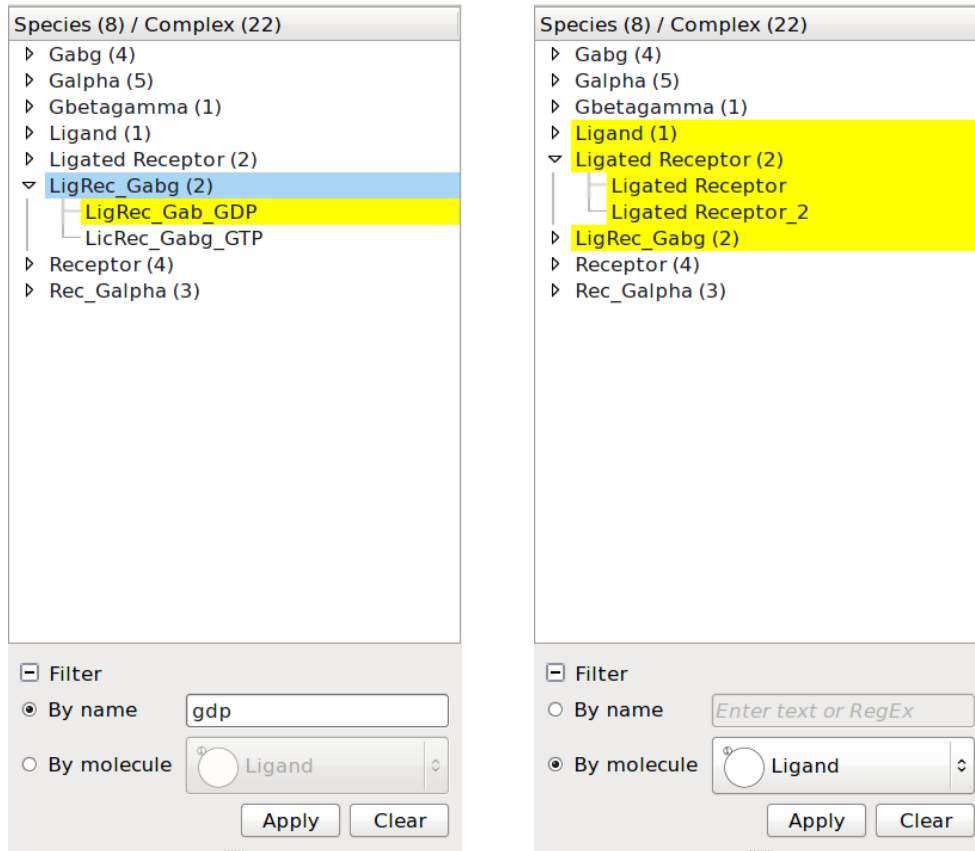 Species (8) / Complex (22)
Gabg (4)
Galpha (5)
Gbetagamma (1)
Ligand (1)
Ligated Receptor (2)
LigRec_Gabg (2)
LigRec_Gab_GDP
LicRec_Gabg_GTP
Receptor (4)
Rec_Galpha (3)
Filter
By name
gdp
By molecule
Ligand
Apply
Clear
Species (8) / Complex (22)
Gabg (4)
Galpha (5)
Gbetagamma (1)
Ligand (1)
Ligated Receptor (2)
Ligated Receptor
Ligated Receptor_2
LigRec_Gabg (2)
Receptor (4)
Rec_Galpha (3)
Filter
By name
Enter text or RegEx
By molecule
Ligand
Apply
Clear